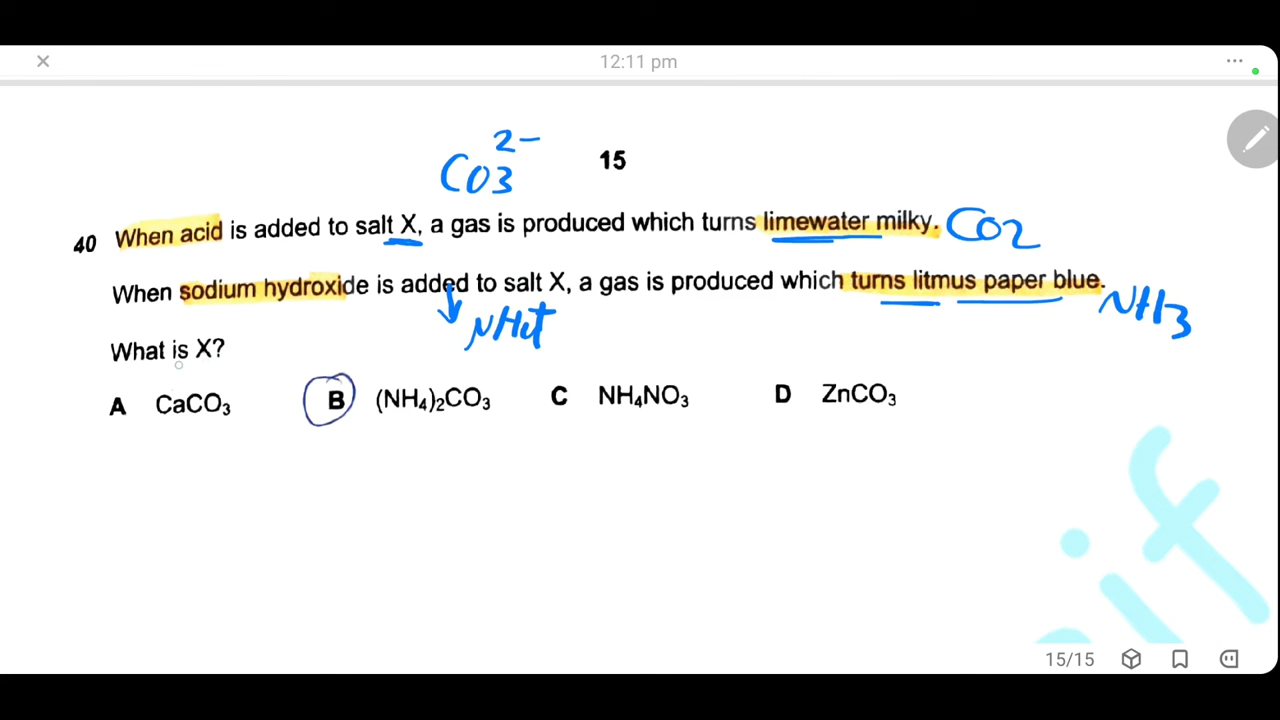 12:11 pm
CO3 2−
15
40 When acid is added to salt X, a gas is produced which turns limewater milky. CO2
When sodium hydroxide is added to salt X, a gas is produced which turns litmus paper blue.
NH4+ NH3
What is X?
A CaCO₃ B (NH₄)₂CO₃ C NH₄NO₃ D ZnCO₃
if
15/15